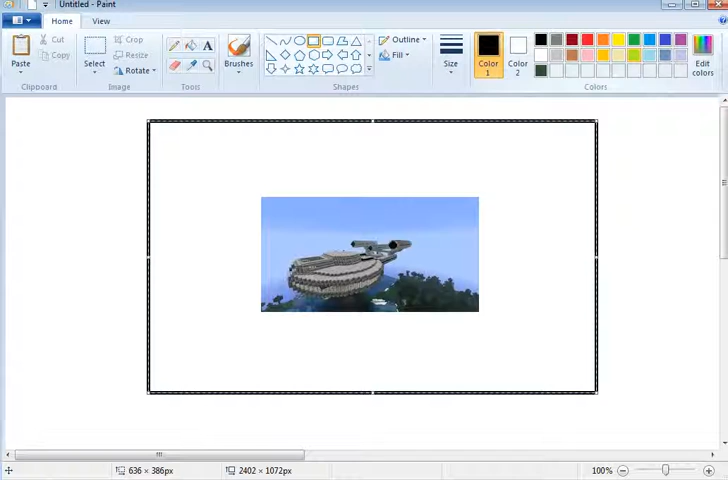 Untitled - Paint
Home View
Cut Crop Outline
Copy Resize Fill
Paste Select Rotate Brushes Size Color 1 Color 2 Edit colors
Clipboard Image Tools Shapes Colors
636 × 386px 2402 × 1072px 100%